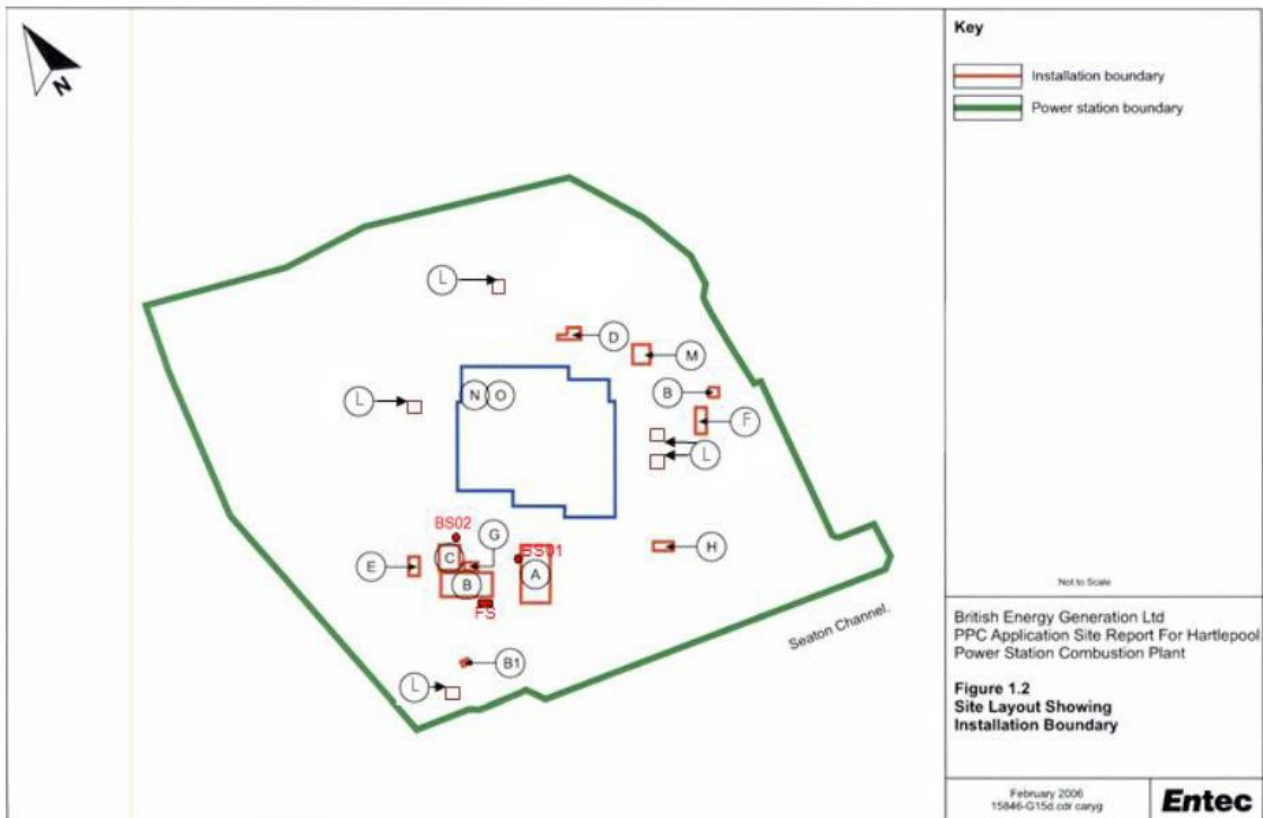 N
Key
Installation boundary
Power station boundary
L
D
M
B
L
N O
F
L
BS02
G
BS01
H
E
C
A
B
FS
Seaton Channel.
B1
L
Not to Scale
British Energy Generation Ltd
PPC Application Site Report For Hartlepool
Power Station Combustion Plant
Figure 1.2
Site Layout Showing
Installation Boundary
February 2006
15846-G15d.cdr caryg
Entec